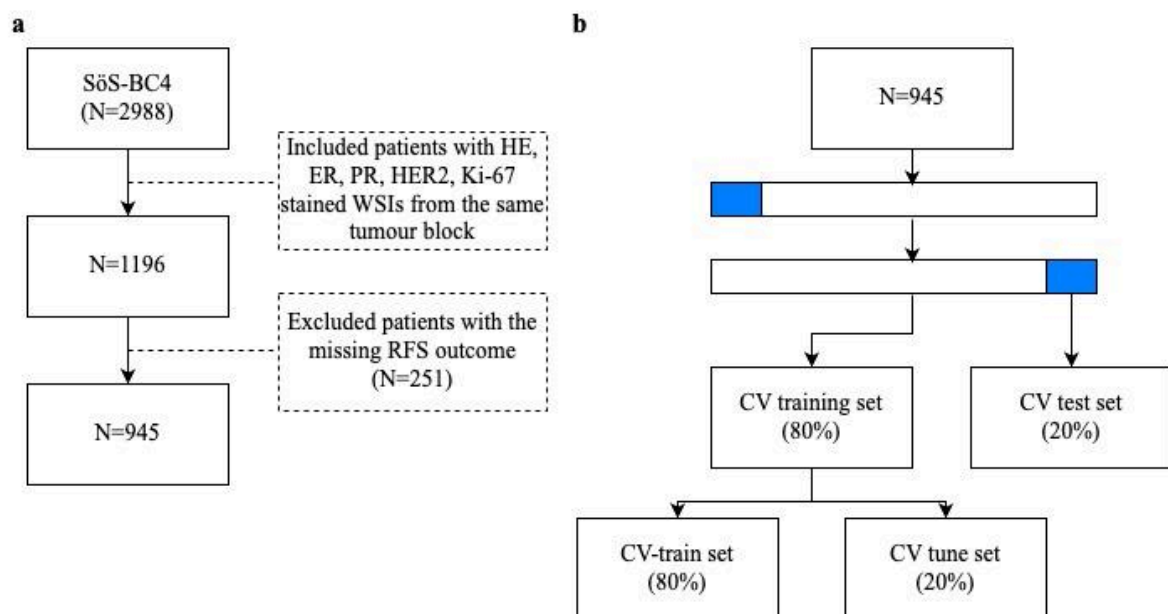 a
SöS-BC4
(N=2988)
Included patients with HE,
ER, PR, HER2, Ki-67
stained WSIs from the same
tumour block
N=1196
Excluded patients with the
missing RFS outcome
(N=251)
N=945
b
N=945
CV training set
(80%)
CV test set
(20%)
CV-train set
(80%)
CV tune set
(20%)